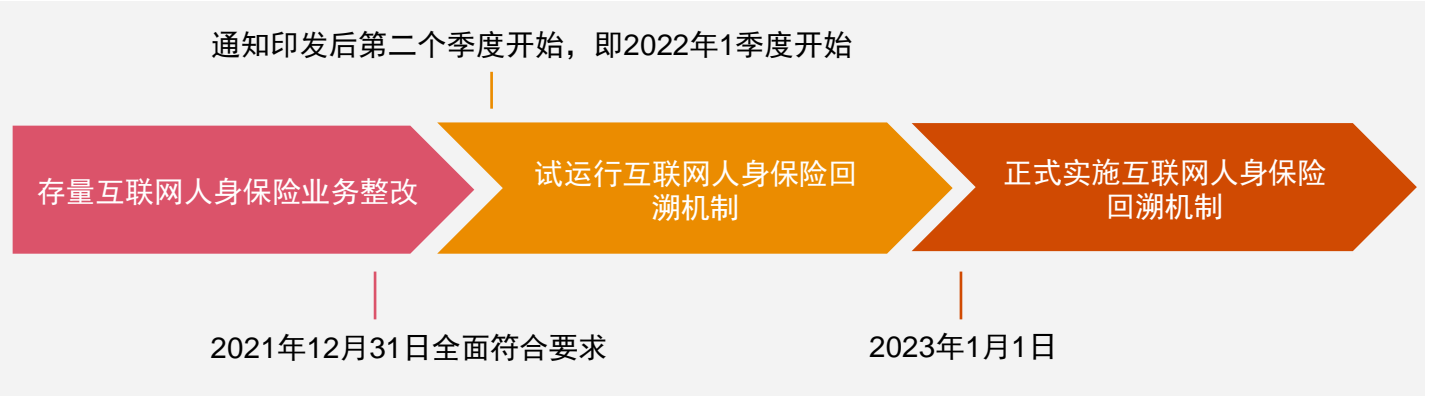 通知印发后第二个季度开始，即2022年1季度开始
存量互联网人身保险业务整改
试运行互联网人身保险回
溯机制
正式实施互联网人身保险
回溯机制
2021年12月31日全面符合要求
2023年1月1日